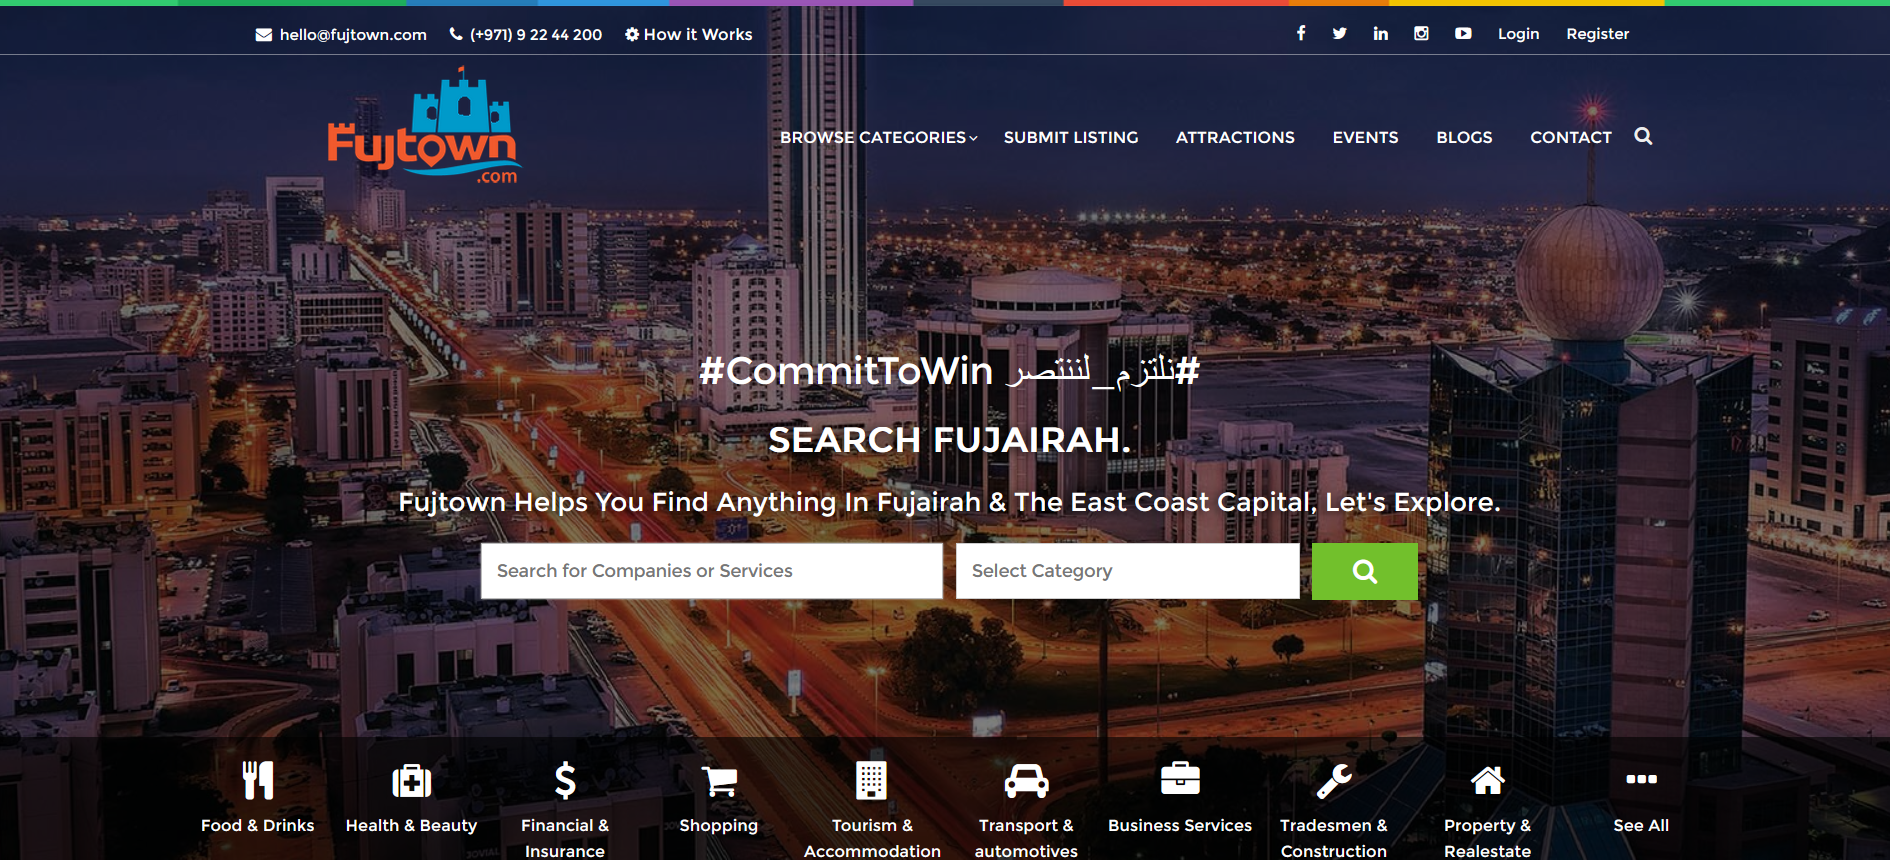 hello@fujtown.com (+971) 9 22 44 200 How it Works Login Register
Fujtown
.com
BROWSE CATEGORIES SUBMIT LISTING ATTRACTIONS EVENTS BLOGS CONTACT
#CommitToWin نلتزم_لننتصر#
SEARCH FUJAIRAH.
Fujtown Helps You Find Anything In Fujairah & The East Coast Capital, Let's Explore.
Search for Companies or Services Select Category
Food & Drinks
Health & Beauty
Financial &
Insurance
Shopping
Tourism &
Accommodation
Transport &
automotives
Business Services
Tradesmen &
Construction
Property &
Realestate
See All